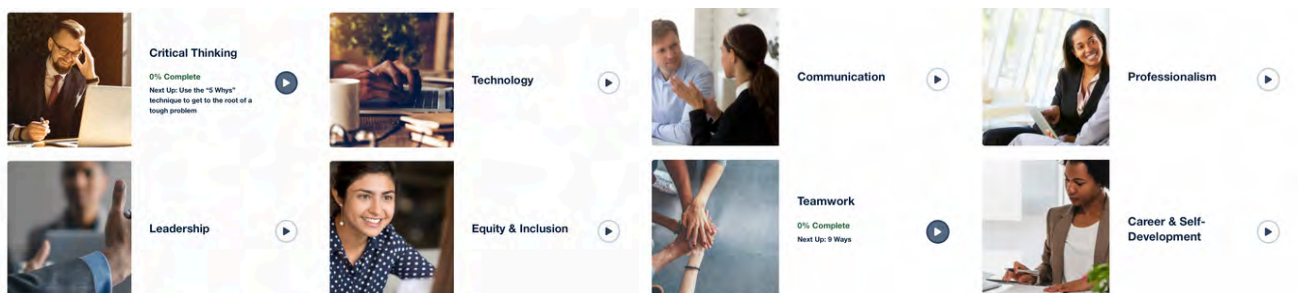 Critical Thinking
0% Complete
Next Up: Use the “5 Whys”
technique to get to the root of a
tough problem
Technology
Communication
Professionalism
Leadership
Equity & Inclusion
Teamwork
0% Complete
Next Up: 9 Ways
Career & Self-
Development